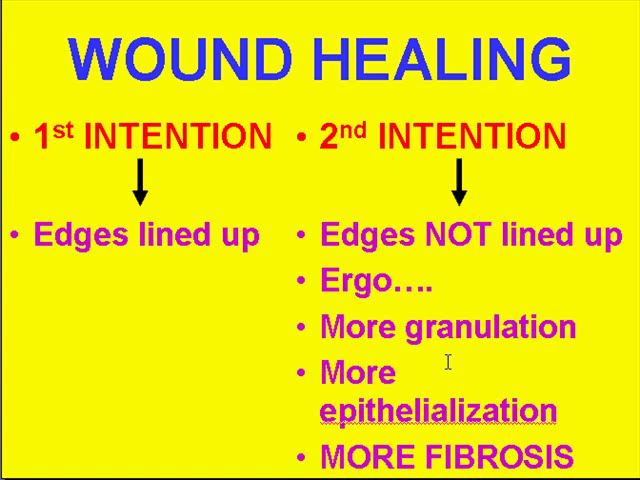 WOUND HEALING
• 1st INTENTION
• Edges lined up
• 2nd INTENTION
• Edges NOT lined up
• Ergo….
• More granulation
• More
epithelialization
• MORE FIBROSIS